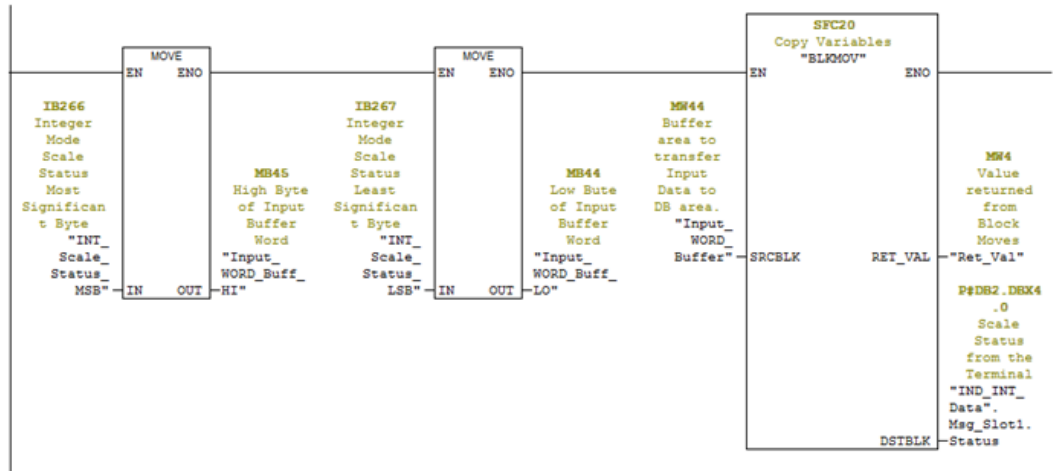 MOVE
EN ENO
IB266
Integer
Mode
Scale
Status
Most
Significan
t Byte
"INT_
Scale_
Status_
MSB"
IN OUT
MB45
High Byte
of Input
Buffer
Word
"Input_
WORD_Buff_
HI"
MOVE
EN ENO
IB267
Integer
Mode
Scale
Status
Least
Significan
t Byte
"INT_
Scale_
Status_
LSB"
IN OUT
MB44
Low Bute
of Input
Buffer
Word
"Input_
WORD_Buff_
LO"
SFC20
Copy Variables
"BLKMOV"
EN ENO
MW44
Buffer
area to
transfer
Input
Data to
DB area.
"Input_
WORD_
Buffer"
SRCBLK RET_VAL
MW4
Value
returned
from
Block
Moves
"Ret_Val"
P#DB2.DBX4
.0
Scale
Status
from the
Terminal
"IND_INT_
Data".
Msg_Slot1.
Status
DSTBLK